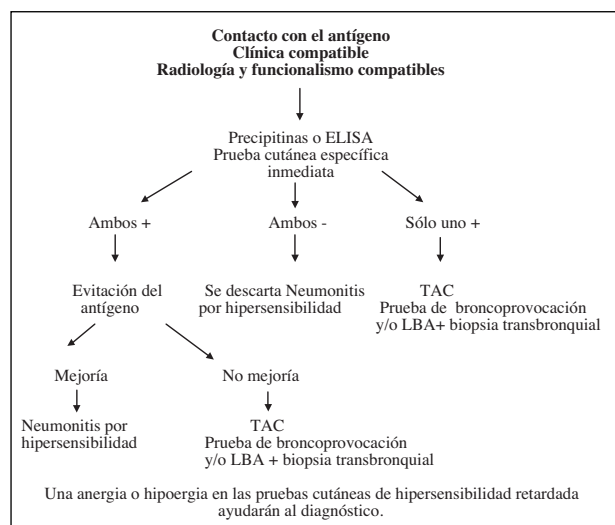 Contacto con el antígeno
Clínica compatible
Radiología y funcionalismo compatibles
Precipitinas o ELISA
Prueba cutánea específica
inmediata
Ambos +
Ambos -
Sólo uno +
Evitación del
antígeno
Se descarta Neumonitis
por hipersensibilidad
TAC
Prueba de broncoprovocación
y/o LBA+ biopsia transbronquial
Mejoría
No mejoría
Neumonitis por
hipersensibilidad
TAC
Prueba de broncoprovocación
y/o LBA + biopsia transbronquial
Una anergia o hipoergia en las pruebas cutáneas de hipersensibilidad retardada
ayudarán al diagnóstico.